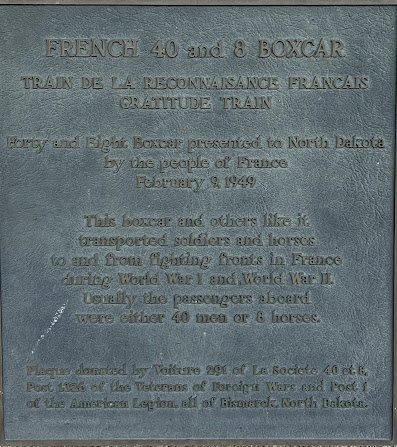 FRENCH 40 and 8 BOXCAR
TRAIN DE LA RECONNAISANCE FRANCAIS
GRATITUDE TRAIN
Forty and Eight Boxcar presented to North Dakota
by the people of France
February 9, 1949
This boxcar and others like it
transported soldiers and horses
to and from fighting fronts in France
during World War I and World War II.
Usually the passengers aboard
were either 40 men or 8 horses.
Plaque donated by Voiture 291 of La Societe 40 et 8,
Post 1326 of the Veterans of Foreign Wars and Post 1
of the American Legion, all of Bismarck, North Dakota.